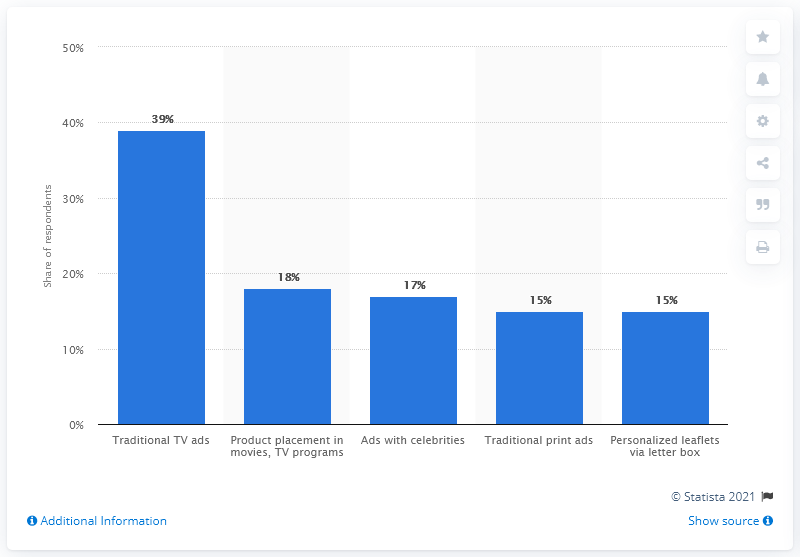 50%
40%
30%
20%
10%
0%
Share of respondents
39%
18%
17%
15%
15%
Traditional TV ads
Product placement in
movies, TV programs
Ads with celebrities
Traditional print ads
Personalized leaflets
via letter box
© Statista 2021
Additional Information
Show source